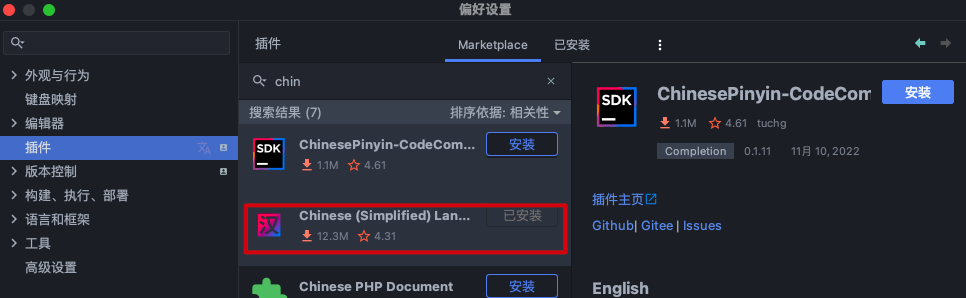 偏好设置
外观与行为
键盘映射
编辑器
插件
版本控制
构建、执行、部署
语言和框架
工具
高级设置
插件
Marketplace
已安装
chin
搜索结果 (7)
排序依据: 相关性
SDK
ChinesePinyin-CodeCom...
安装
1.1M
4.61
汉
Chinese (Simplified) Lan...
已安装
12.3M
4.31
Chinese PHP Document
安装
SDK
ChinesePinyin-CodeCom
安装
1.1M 4.61 tuchg
Completion 0.1.11 11月 10, 2022
插件主页
Github| Gitee | Issues
English